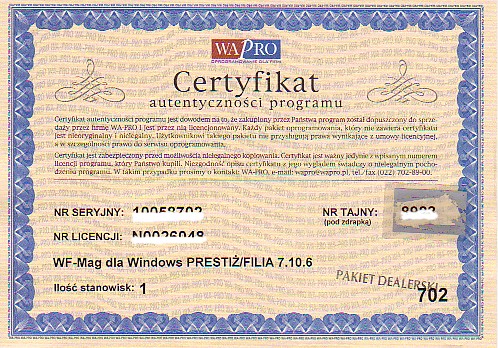 WAPRO
OPROGRAMOWANIE DLA FIRM
Certyfikat
autentyczności programu
Certyfikat autentyczności programu jest dowodem na to, że zakupiony przez Państwa program został dopuszczony do sprze-
daży przez firmę WA-PRO i jest przez nią licencjonowany. Każdy pakiet oprogramowania, który nie zawiera certyfikatu
jest nieoryginalny i nielegalny. Użytkownikowi takiego pakietu nie przysługują prawa wynikające z umowy licencyjnej,
a w szczególności prawo do serwisu oprogramowania.
Certyfikat jest zabezpieczony przed możliwością nielegalnego kopiowania. Certyfikat jest ważny jedynie z wpisanym numerem
licencji programu, który Państwo kupili. Niezgodność opisu certyfikatu z jego wyglądem świadczy o nielegalnym pocho-
dzeniu programu. W takim przypadku prosimy o kontakt: WA-PRO, e-mail: wapro@wapro.pl, tel./fax (022) 702-89-00.
NR SERYJNY:
NR TAJNY:
(pod zdrapką)
NR LICENCJI:
WF-Mag dla Windows PRESTIŻ/FILIA 7.10.6
Ilość stanowisk: 1
PAKIET DEALERSKI
702